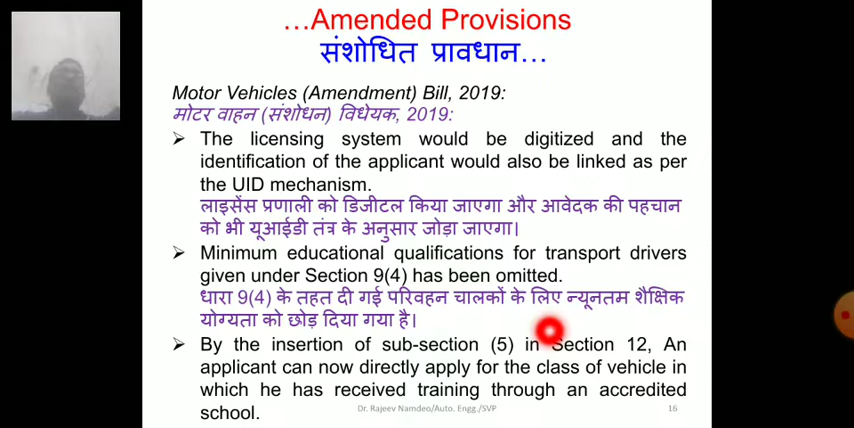 …Amended Provisions
संशोधित प्रावधान…
Motor Vehicles (Amendment) Bill, 2019:
मोटर वाहन (संशोधन) विधेयक, 2019:
➢ The licensing system would be digitized and the
identification of the applicant would also be linked as per
the UID mechanism.
लाइसेंस प्रणाली को डिजीटल किया जाएगा और आवेदक की पहचान
को भी यूआईडी तंत्र के अनुसार जोड़ा जाएगा।
➢ Minimum educational qualifications for transport drivers
given under Section 9(4) has been omitted.
धारा 9(4) के तहत दी गई परिवहन चालकों के लिए न्यूनतम शैक्षिक
योग्यता को छोड़ दिया गया है।
➢ By the insertion of sub-section (5) in Section 12, An
applicant can now directly apply for the class of vehicle in
which he has received training through an accredited
school.
Dr. Rajeev Namdeo/Auto. Engg./SVP
16